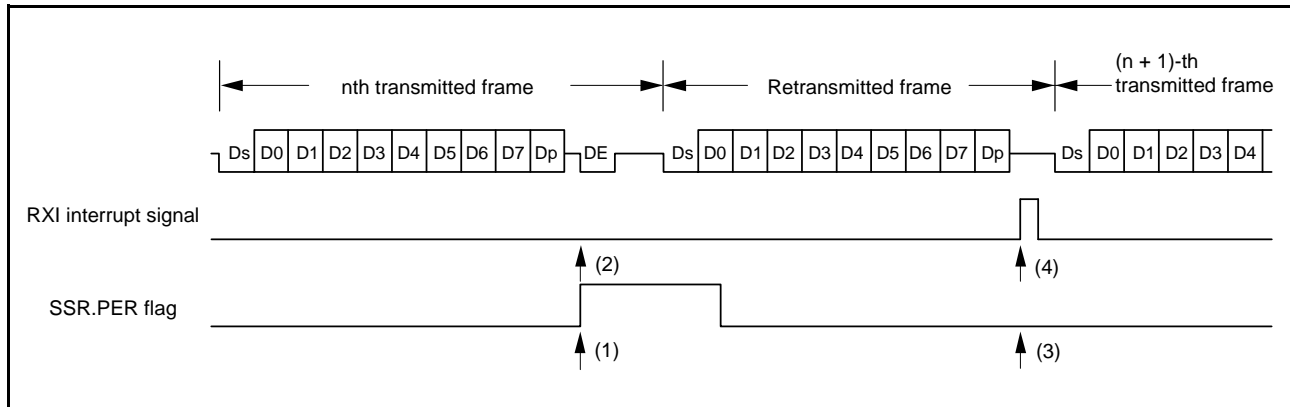 nth transmitted frame
Retransmitted frame
(n + 1)-th
transmitted frame
Ds D0 D1 D2 D3 D4 D5 D6 D7 Dp DE Ds D0 D1 D2 D3 D4 D5 D6 D7 Dp Ds D0 D1 D2 D3 D4
RXI interrupt signal
(2) (4)
SSR.PER flag
(1) (3)